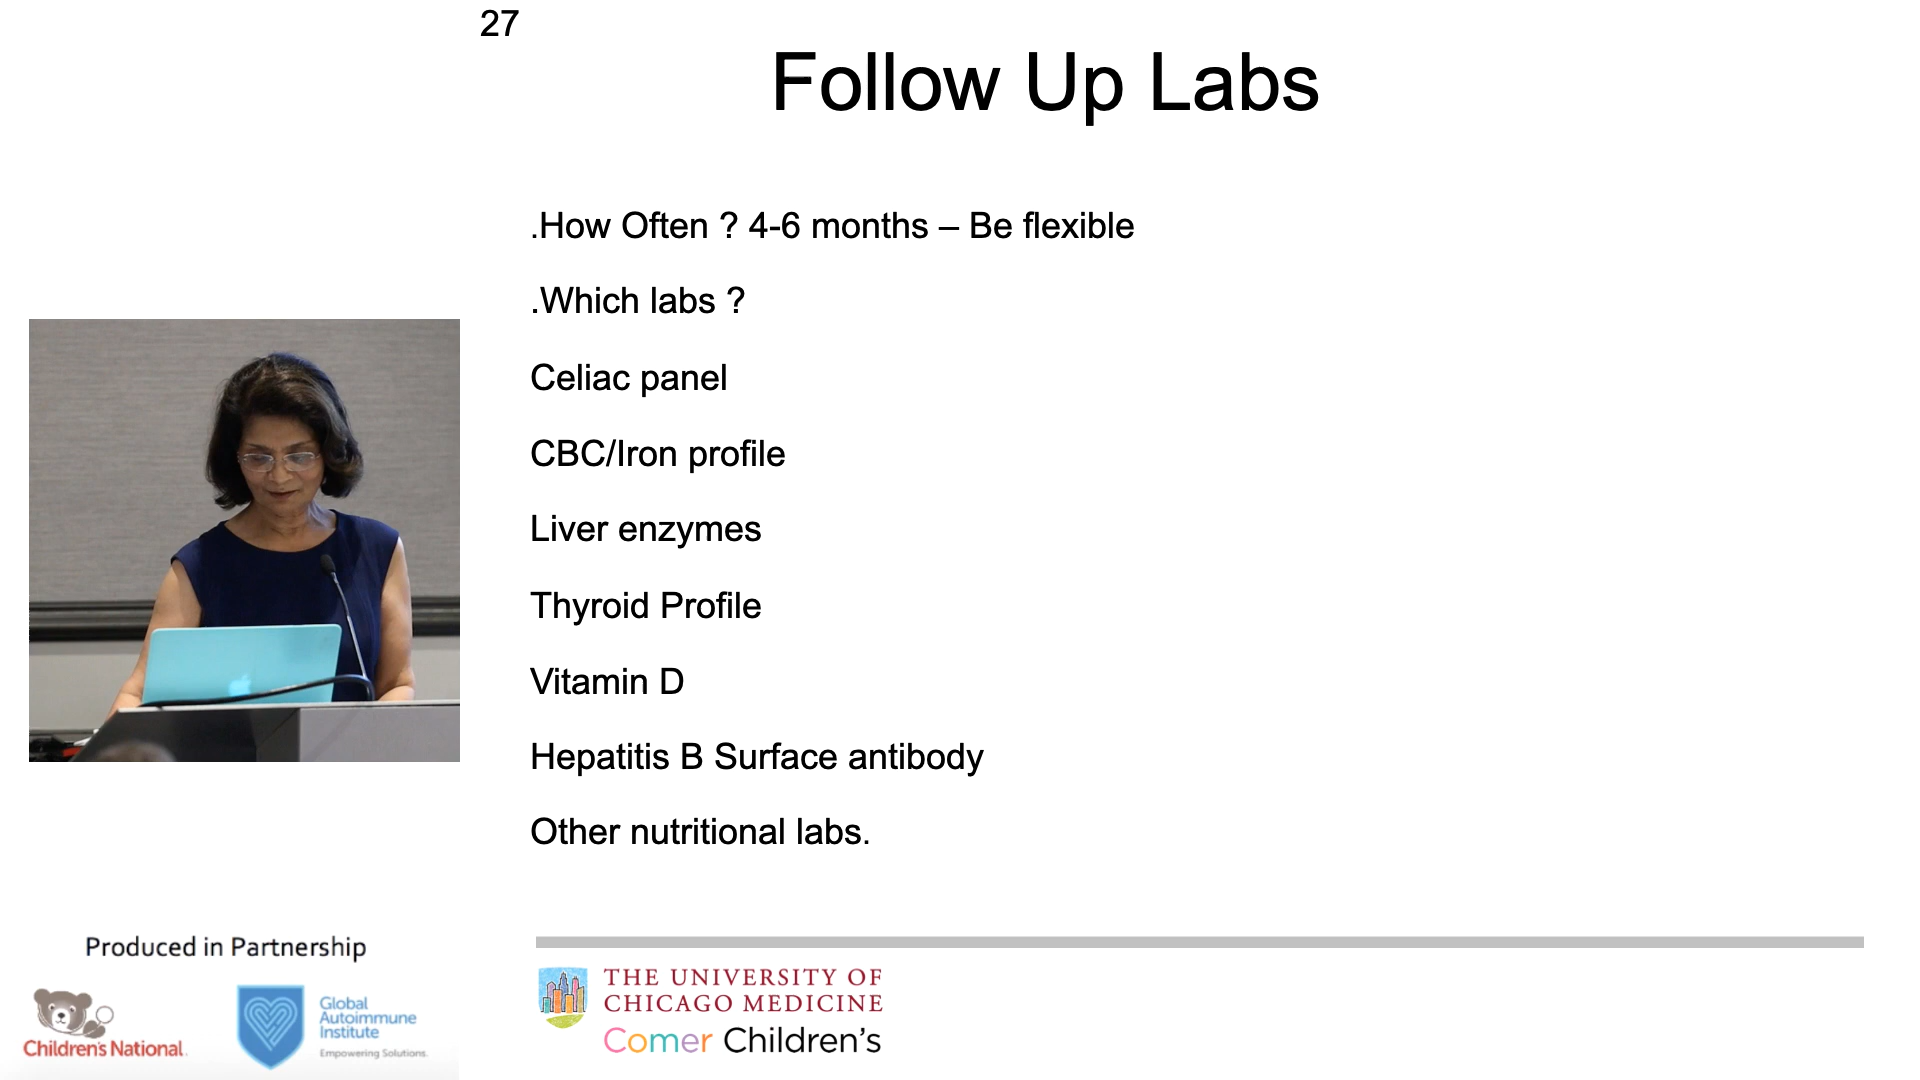 27
Follow Up Labs
.How Often ? 4-6 months – Be flexible
.Which labs ?
Celiac panel
CBC/Iron profile
Liver enzymes
Thyroid Profile
Vitamin D
Hepatitis B Surface antibody
Other nutritional labs.
Produced in Partnership
Children's National
Global
Autoimmune
Institute
Empowering Solutions.
THE UNIVERSITY OF
CHICAGO MEDICINE
Comer Children's